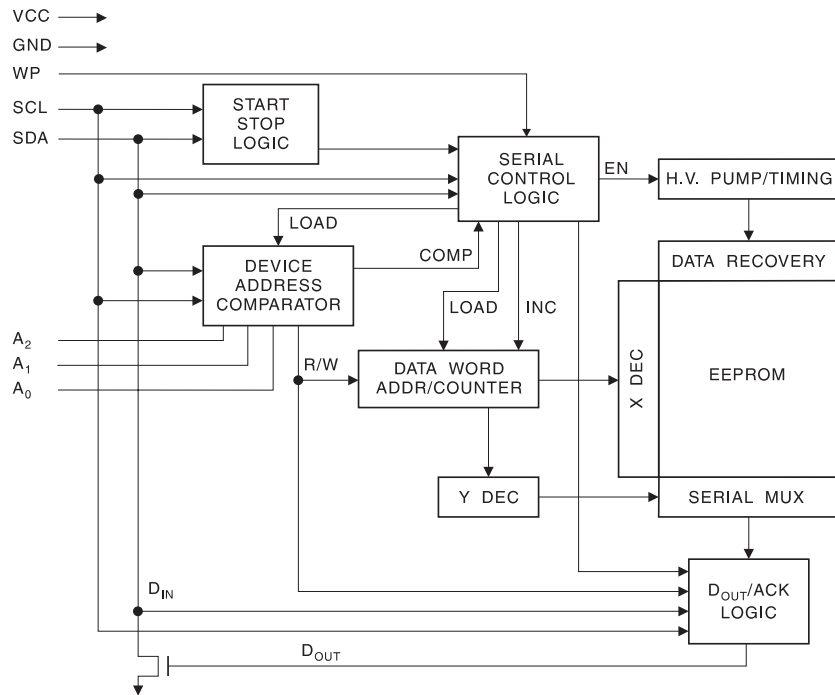 VCC
GND
WP
SCL
SDA
START
STOP
LOGIC
SERIAL
CONTROL
LOGIC
EN
H.V. PUMP/TIMING
LOAD
COMP
DEVICE
ADDRESS
COMPARATOR
DATA RECOVERY
LOAD
INC
A2
A1
A0
R/W
DATA WORD
ADDR/COUNTER
X DEC
EEPROM
Y DEC
SERIAL MUX
DIN
DOUT/ACK
LOGIC
DOUT